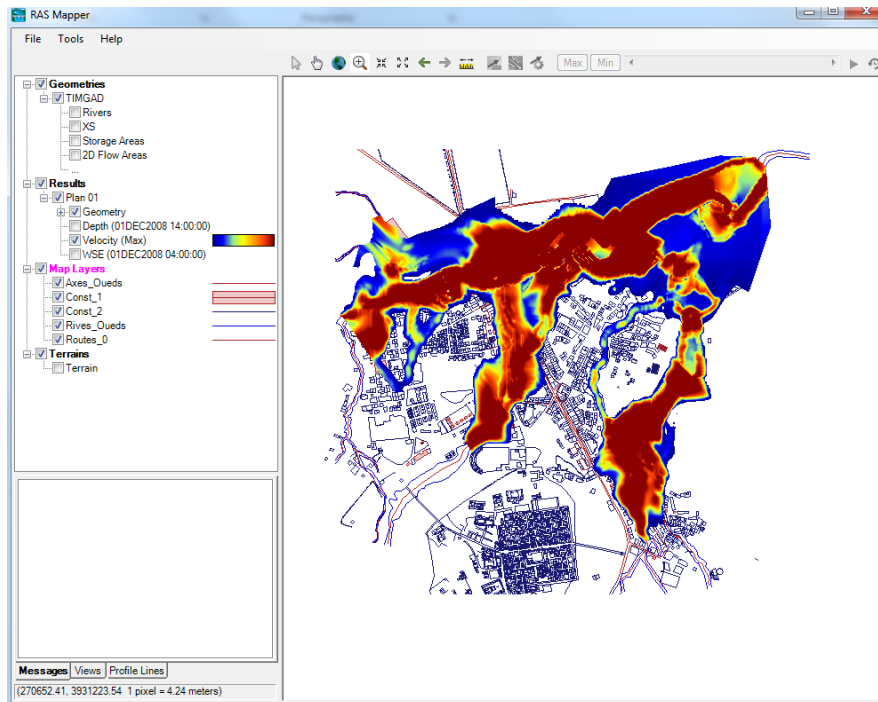 RAS Mapper
File Tools Help
Max Min
Geometries
TIMGAD
Rivers
XS
Storage Areas
2D Flow Areas
...
Results
Plan 01
Geometry
Depth (01DEC2008 14:00:00)
Velocity (Max)
WSE (01DEC2008 04:00:00)
Map Layers
Axes_Oueds
Const_1
Const_2
Rives_Oueds
Routes_0
Terrains
Terrain
Messages Views Profile Lines
(270652.41, 3931223.54 1 pixel = 4.24 meters)